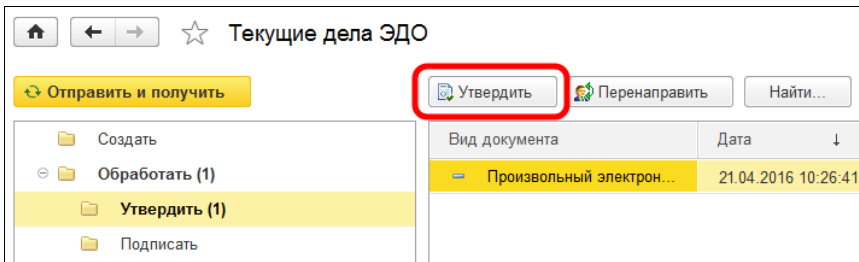 Текущие дела ЭДО
Отправить и получить
Утвердить
Перенаправить
Найти...
Создать
Обработать (1)
Утвердить (1)
Подписать
Вид документа
Дата
Произвольный электрон...
21.04.2016 10:26:41